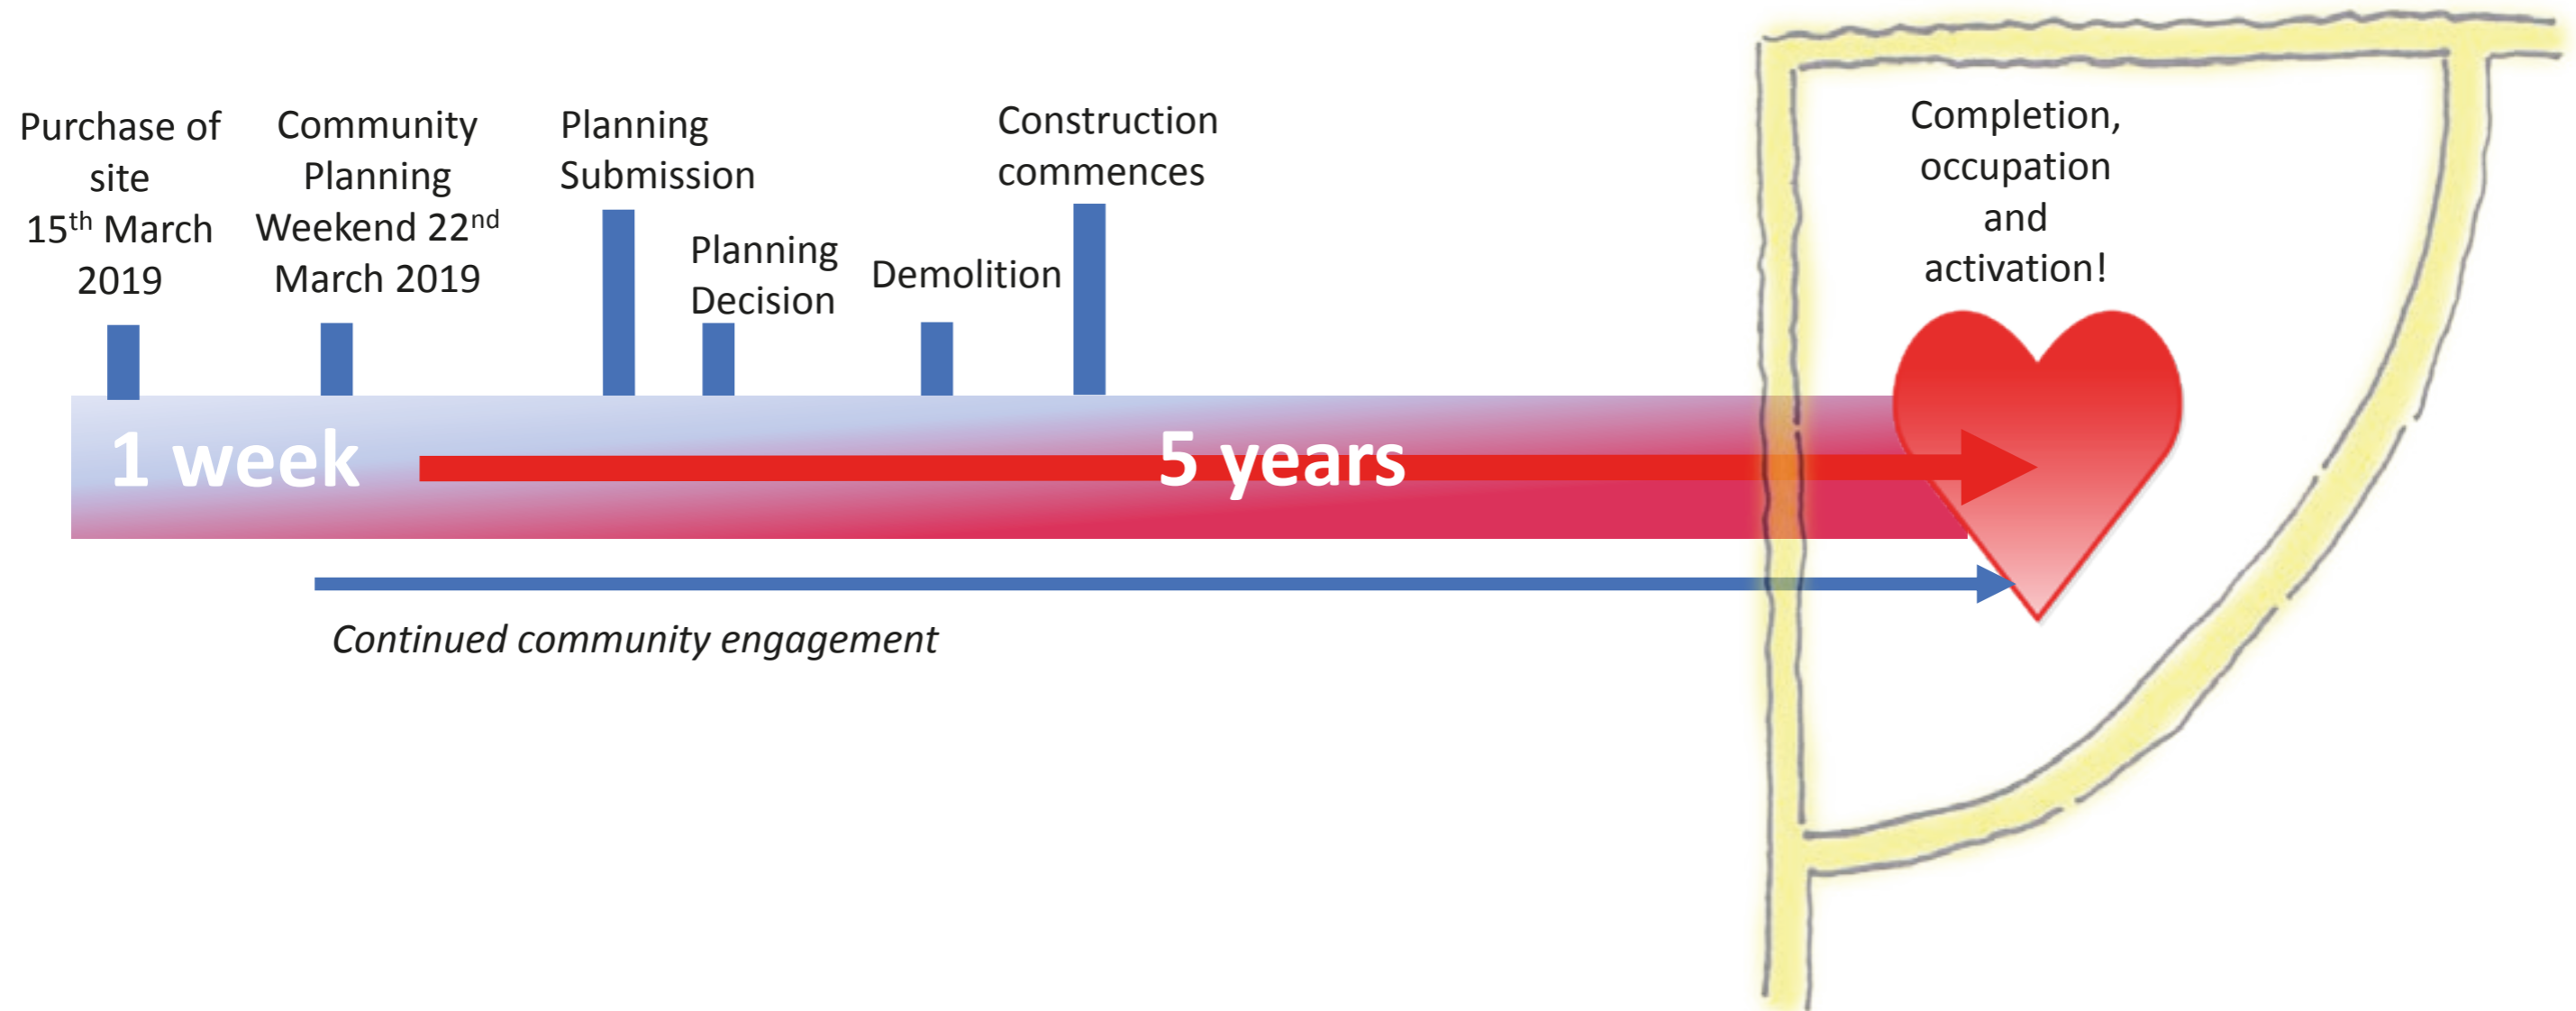 Purchase of
site
15th March
2019
Community
Planning
Weekend 22nd
March 2019
Planning
Submission
Planning
Decision
Demolition
Construction
commences
Completion,
occupation
and
activation!
1 week
5 years
Continued community engagement